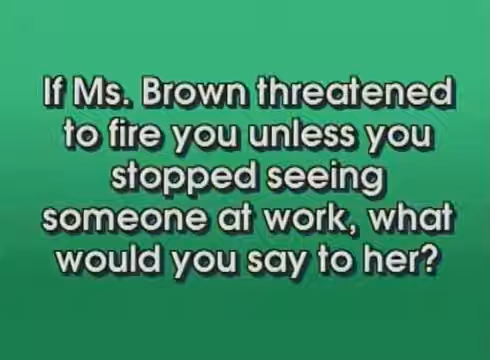 If Ms. Brown threatened
to fire you unless you
stopped seeing
someone at work, what
would you say to her?